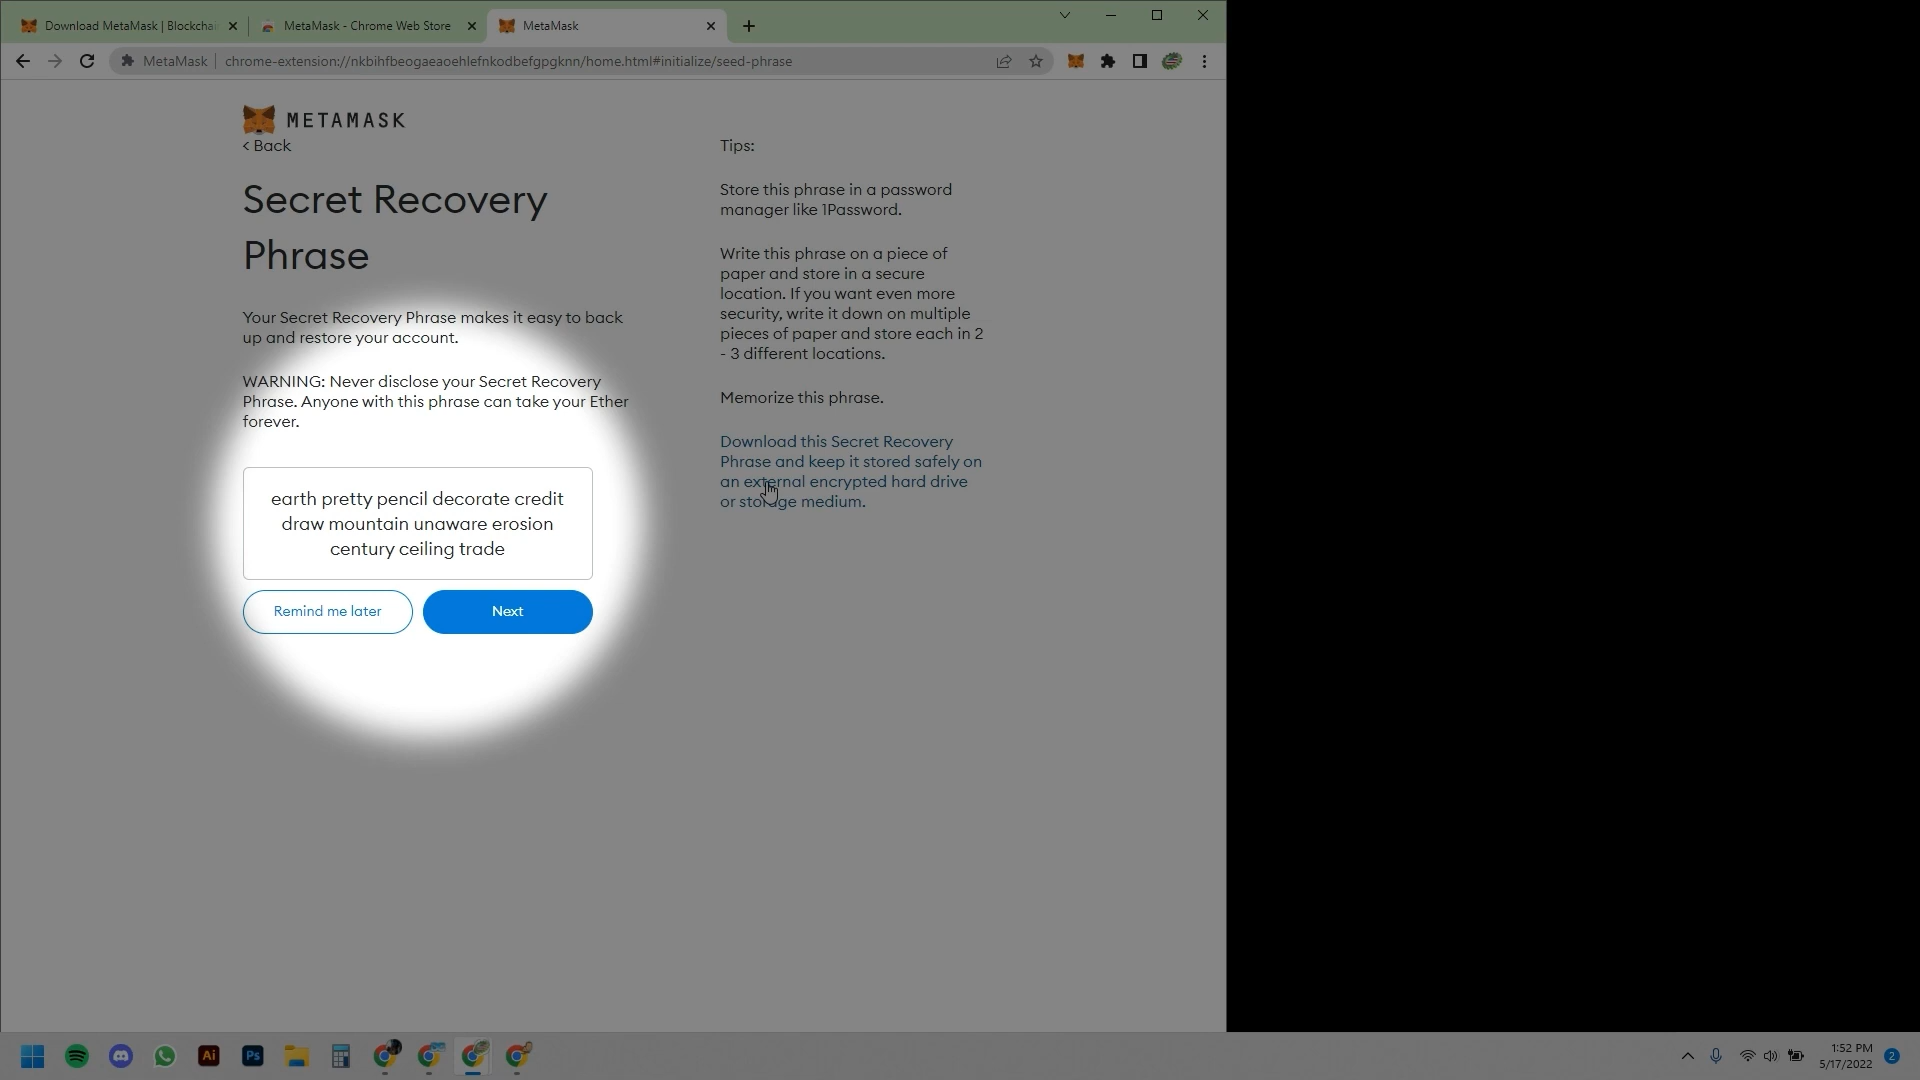 Download MetaMask | Blockchai
MetaMask - Chrome Web Store
MetaMask
MetaMask
chrome-extension://nkbihfbeogaeaoehlefnkodbefgpgknn/home.html#initialize/seed-phrase
METAMASK
< Back
Secret Recovery
Phrase
Your Secret Recovery Phrase makes it easy to back
up and restore your account.
WARNING: Never disclose your Secret Recovery
Phrase. Anyone with this phrase can take your Ether
forever.
earth pretty pencil decorate credit
draw mountain unaware erosion
century ceiling trade
Remind me later
Next
Tips:
Store this phrase in a password
manager like 1Password.
Write this phrase on a piece of
paper and store in a secure
location. If you want even more
security, write it down on multiple
pieces of paper and store each in 2
- 3 different locations.
Memorize this phrase.
Download this Secret Recovery
Phrase and keep it stored safely on
an external encrypted hard drive
or storage medium.
Ai
Ps
1:52 PM
5/17/2022
2